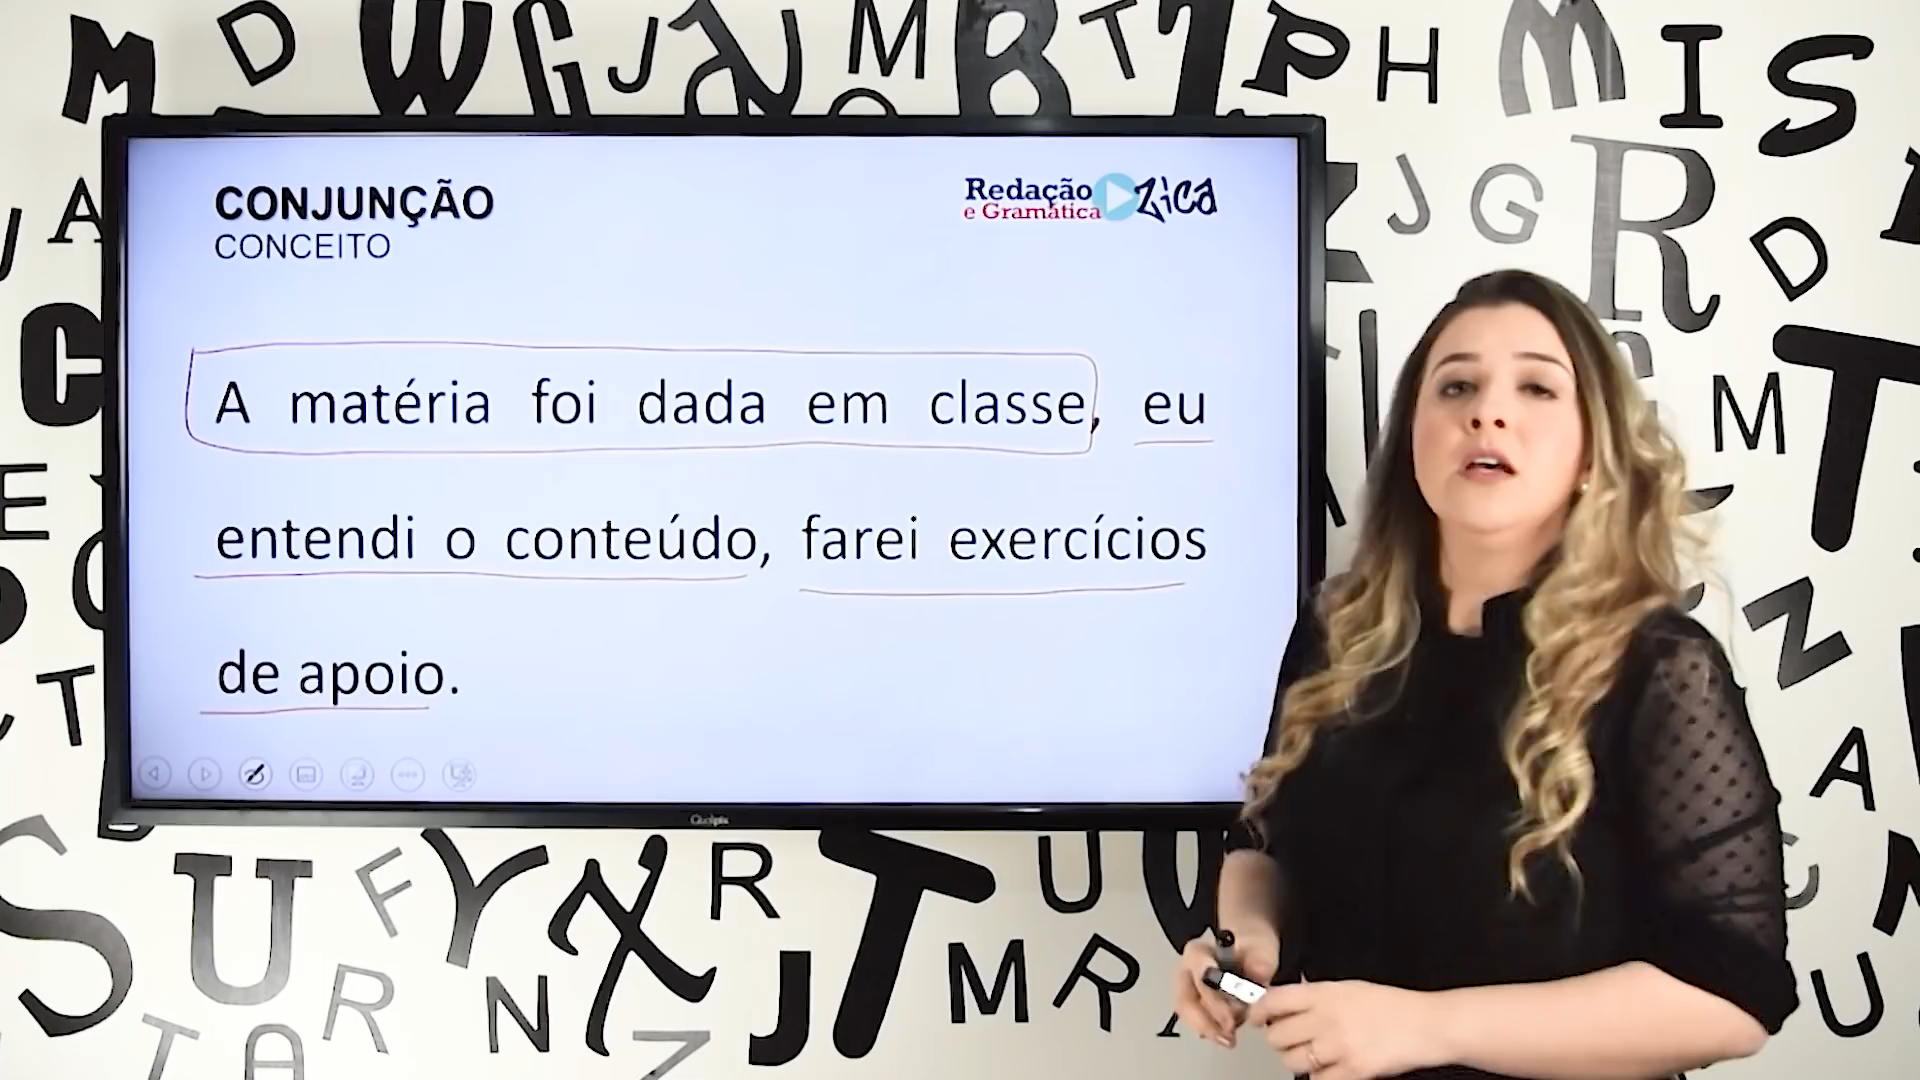 CONJUNÇÃO
CONCEITO
Redação
e Gramática
Zica
A matéria foi dada em classe, eu
entendi o conteúdo, farei exercícios
de apoio.